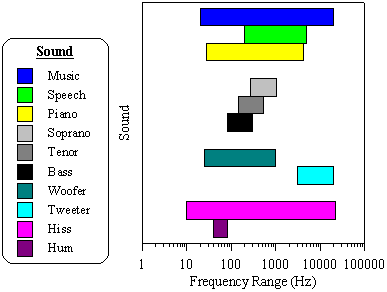 Sound
Music
Speech
Piano
Soprano
Tenor
Bass
Woofer
Tweeter
Hiss
Hum
Sound
1 10 100 1000 10000 100000
Frequency Range (Hz)